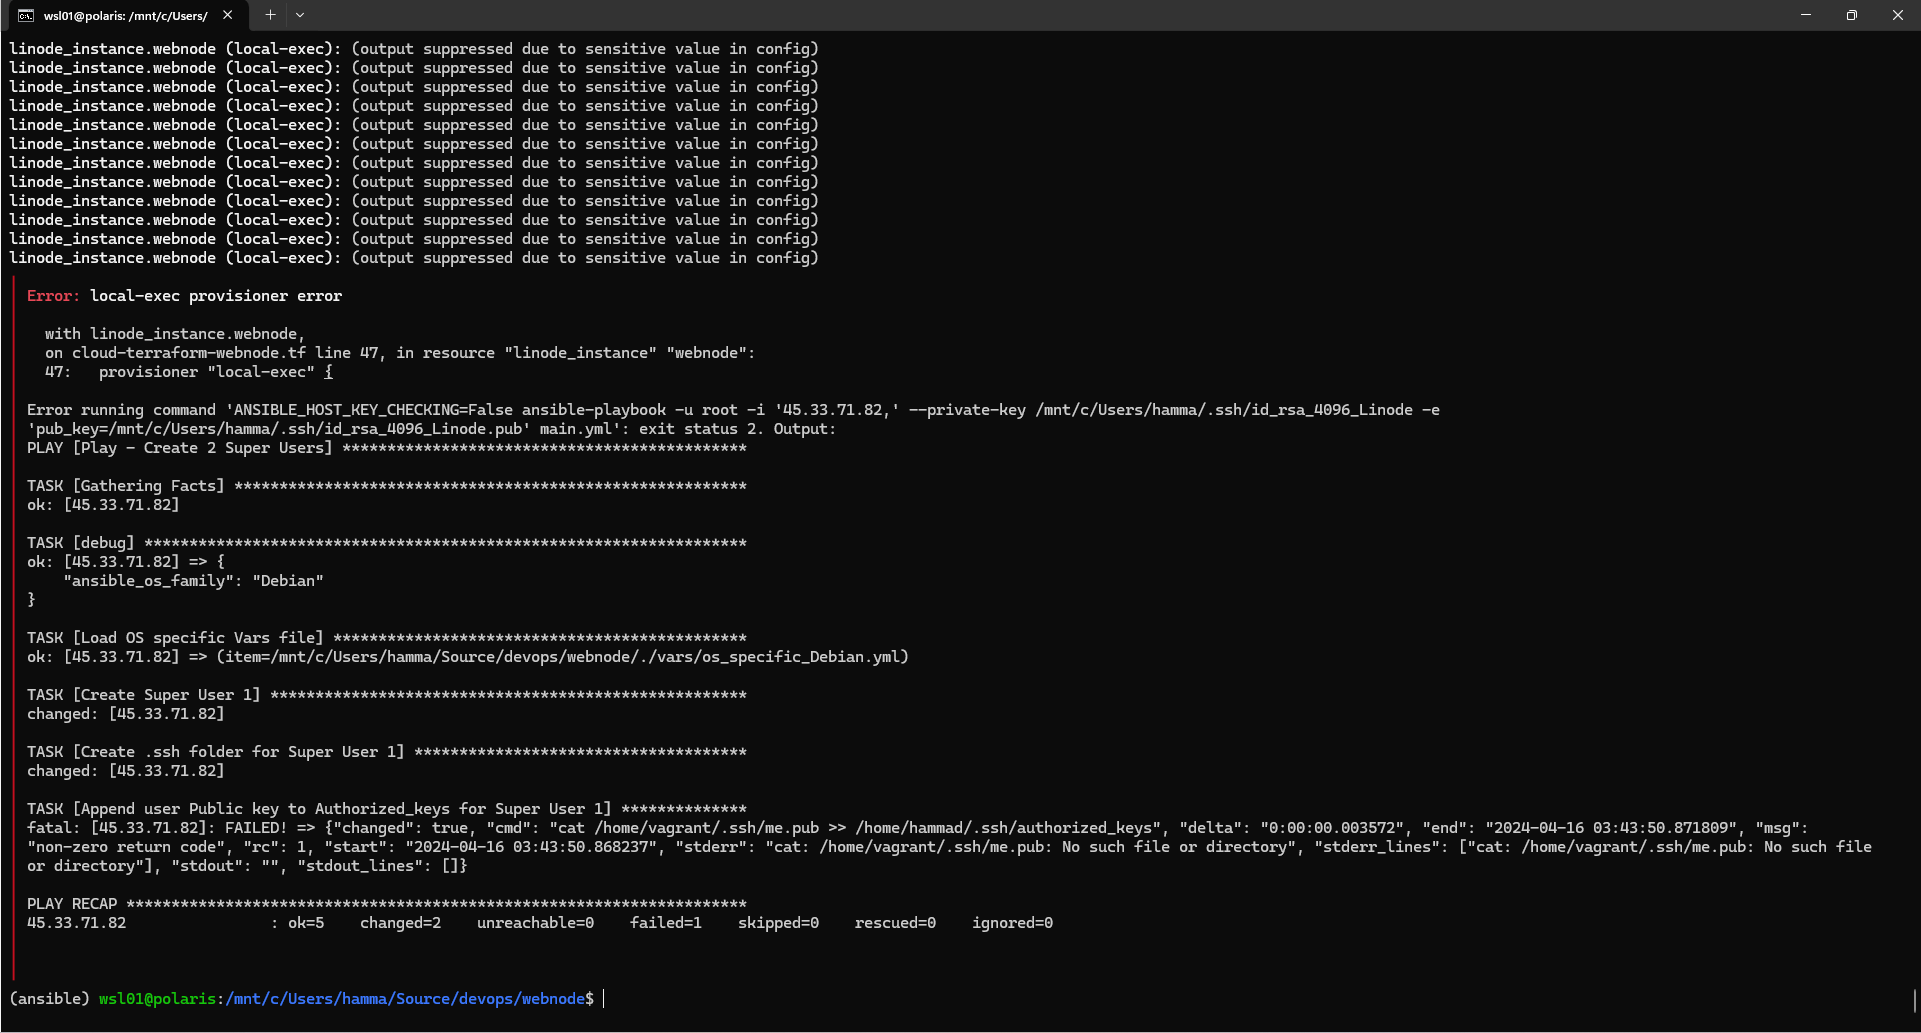 wsl01@polaris: /mnt/c/Users/
linode_instance.webnode (local-exec): (output suppressed due to sensitive value in config)
linode_instance.webnode (local-exec): (output suppressed due to sensitive value in config)
linode_instance.webnode (local-exec): (output suppressed due to sensitive value in config)
linode_instance.webnode (local-exec): (output suppressed due to sensitive value in config)
linode_instance.webnode (local-exec): (output suppressed due to sensitive value in config)
linode_instance.webnode (local-exec): (output suppressed due to sensitive value in config)
linode_instance.webnode (local-exec): (output suppressed due to sensitive value in config)
linode_instance.webnode (local-exec): (output suppressed due to sensitive value in config)
linode_instance.webnode (local-exec): (output suppressed due to sensitive value in config)
linode_instance.webnode (local-exec): (output suppressed due to sensitive value in config)
linode_instance.webnode (local-exec): (output suppressed due to sensitive value in config)
linode_instance.webnode (local-exec): (output suppressed due to sensitive value in config)
Error: local-exec provisioner error
with linode_instance.webnode,
on cloud-terraform-webnode.tf line 47, in resource "linode_instance" "webnode":
47:   provisioner "local-exec" {
Error running command 'ANSIBLE_HOST_KEY_CHECKING=False ansible-playbook -u root -i '45.33.71.82,' --private-key /mnt/c/Users/hamma/.ssh/id_rsa_4096_Linode -e
'pub_key=/mnt/c/Users/hamma/.ssh/id_rsa_4096_Linode.pub' main.yml': exit status 2. Output:
PLAY [Play - Create 2 Super Users] *********************************************
TASK [Gathering Facts] *********************************************************
ok: [45.33.71.82]
TASK [debug] *******************************************************************
ok: [45.33.71.82] => {
"ansible_os_family": "Debian"
}
TASK [Load OS specific Vars file] **********************************************
ok: [45.33.71.82] => (item=/mnt/c/Users/hamma/Source/devops/webnode/./vars/os_specific_Debian.yml)
TASK [Create Super User 1] *****************************************************
changed: [45.33.71.82]
TASK [Create .ssh folder for Super User 1] *************************************
changed: [45.33.71.82]
TASK [Append user Public key to Authorized_keys for Super User 1] **************
fatal: [45.33.71.82]: FAILED! => {"changed": true, "cmd": "cat /home/vagrant/.ssh/me.pub >> /home/hammad/.ssh/authorized_keys", "delta": "0:00:00.003572", "end": "2024-04-16 03:43:50.871809", "msg":
"non-zero return code", "rc": 1, "start": "2024-04-16 03:43:50.868237", "stderr": "cat: /home/vagrant/.ssh/me.pub: No such file or directory", "stderr_lines": ["cat: /home/vagrant/.ssh/me.pub: No such file
or directory"], "stdout": "", "stdout_lines": []}
PLAY RECAP *********************************************************************
45.33.71.82                : ok=5    changed=2    unreachable=0    failed=1    skipped=0    rescued=0    ignored=0
(ansible) wsl01@polaris:/mnt/c/Users/hamma/Source/devops/webnode$